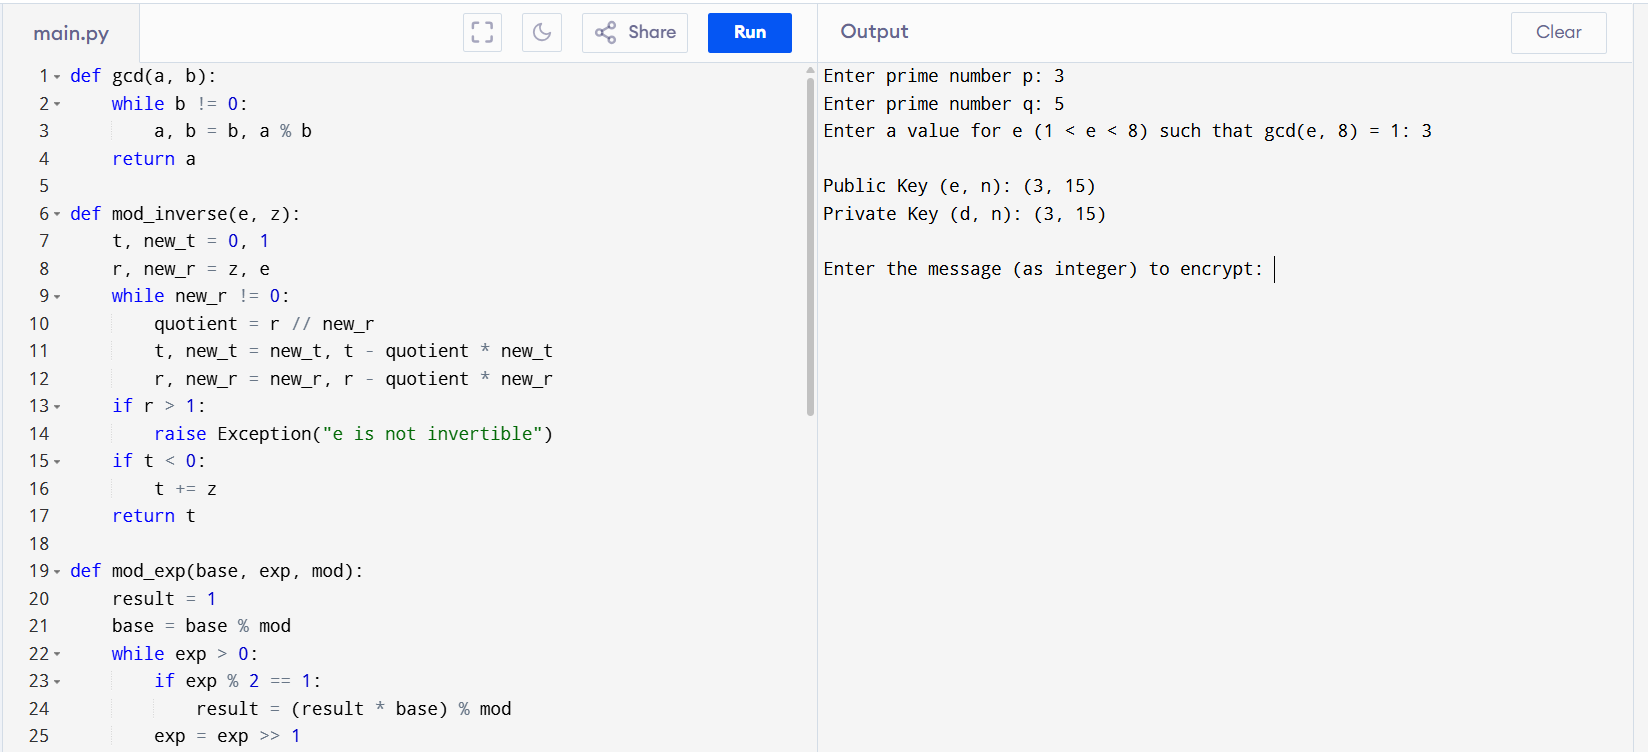 main.py
Share
Run
Output
Clear
1 def gcd(a, b):
2     while b != 0:
3         a, b = b, a % b
4     return a
5
6 def mod_inverse(e, z):
7     t, new_t = 0, 1
8     r, new_r = z, e
9     while new_r != 0:
10         quotient = r // new_r
11         t, new_t = new_t, t - quotient * new_t
12         r, new_r = new_r, r - quotient * new_r
13     if r > 1:
14         raise Exception("e is not invertible")
15     if t < 0:
16         t += z
17     return t
18
19 def mod_exp(base, exp, mod):
20     result = 1
21     base = base % mod
22     while exp > 0:
23         if exp % 2 == 1:
24             result = (result * base) % mod
25         exp = exp >> 1
Enter prime number p: 3
Enter prime number q: 5
Enter a value for e (1 < e < 8) such that gcd(e, 8) = 1: 3
Public Key (e, n): (3, 15)
Private Key (d, n): (3, 15)
Enter the message (as integer) to encrypt: